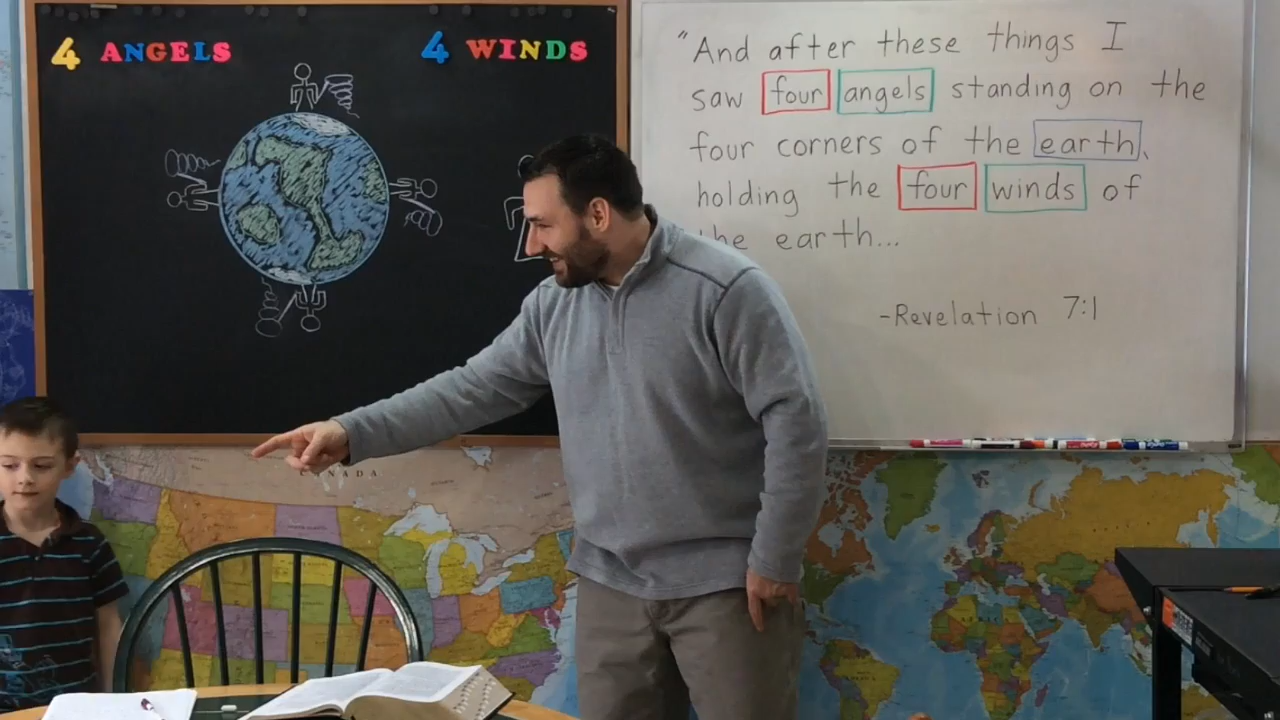 4 ANGELS
4 WINDS
"And after these things I
saw four angels standing on the
four corners of the earth,
holding the four winds of
the earth...
-Revelation 7:1
CANADA
AFRICA